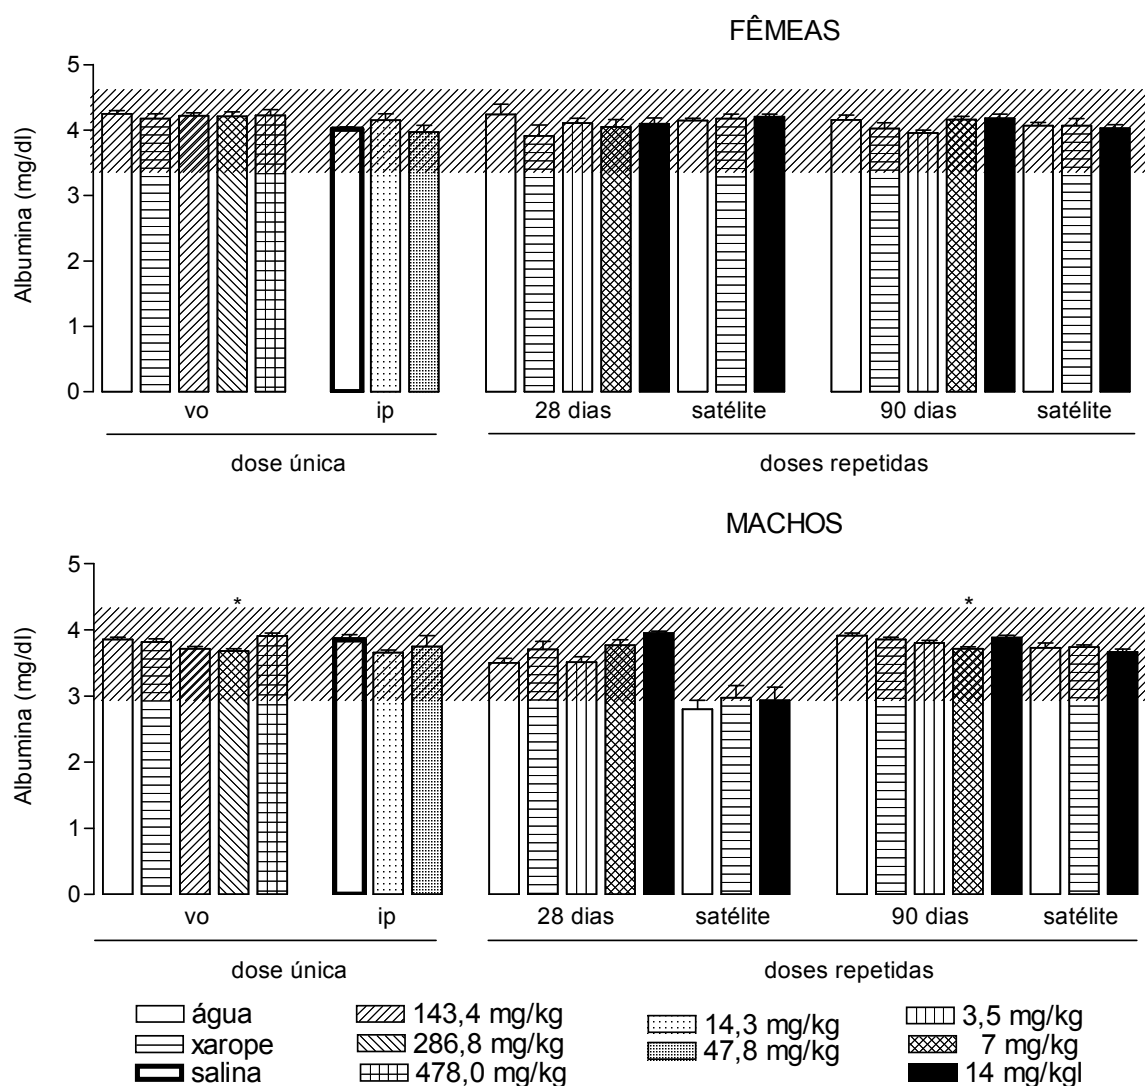 FÊMEAS
5
4
3
2
1
0
Albumina (mg/dl)
vo ip 28 dias satélite 90 dias satélite
dose única doses repetidas
MACHOS
5
4
3
2
1
0
Albumina (mg/dl)
* *
vo ip 28 dias satélite 90 dias satélite
dose única doses repetidas
água 143,4 mg/kg 14,3 mg/kg 3,5 mg/kg
xarope 286,8 mg/kg 47,8 mg/kg 7 mg/kg
salina 478,0 mg/kg 14 mg/kgl